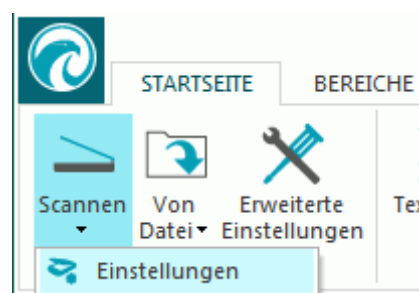 STARTSEITE BEREICHE
Scannen Von Erweiterte
Datei Einstellungen
Einstellungen